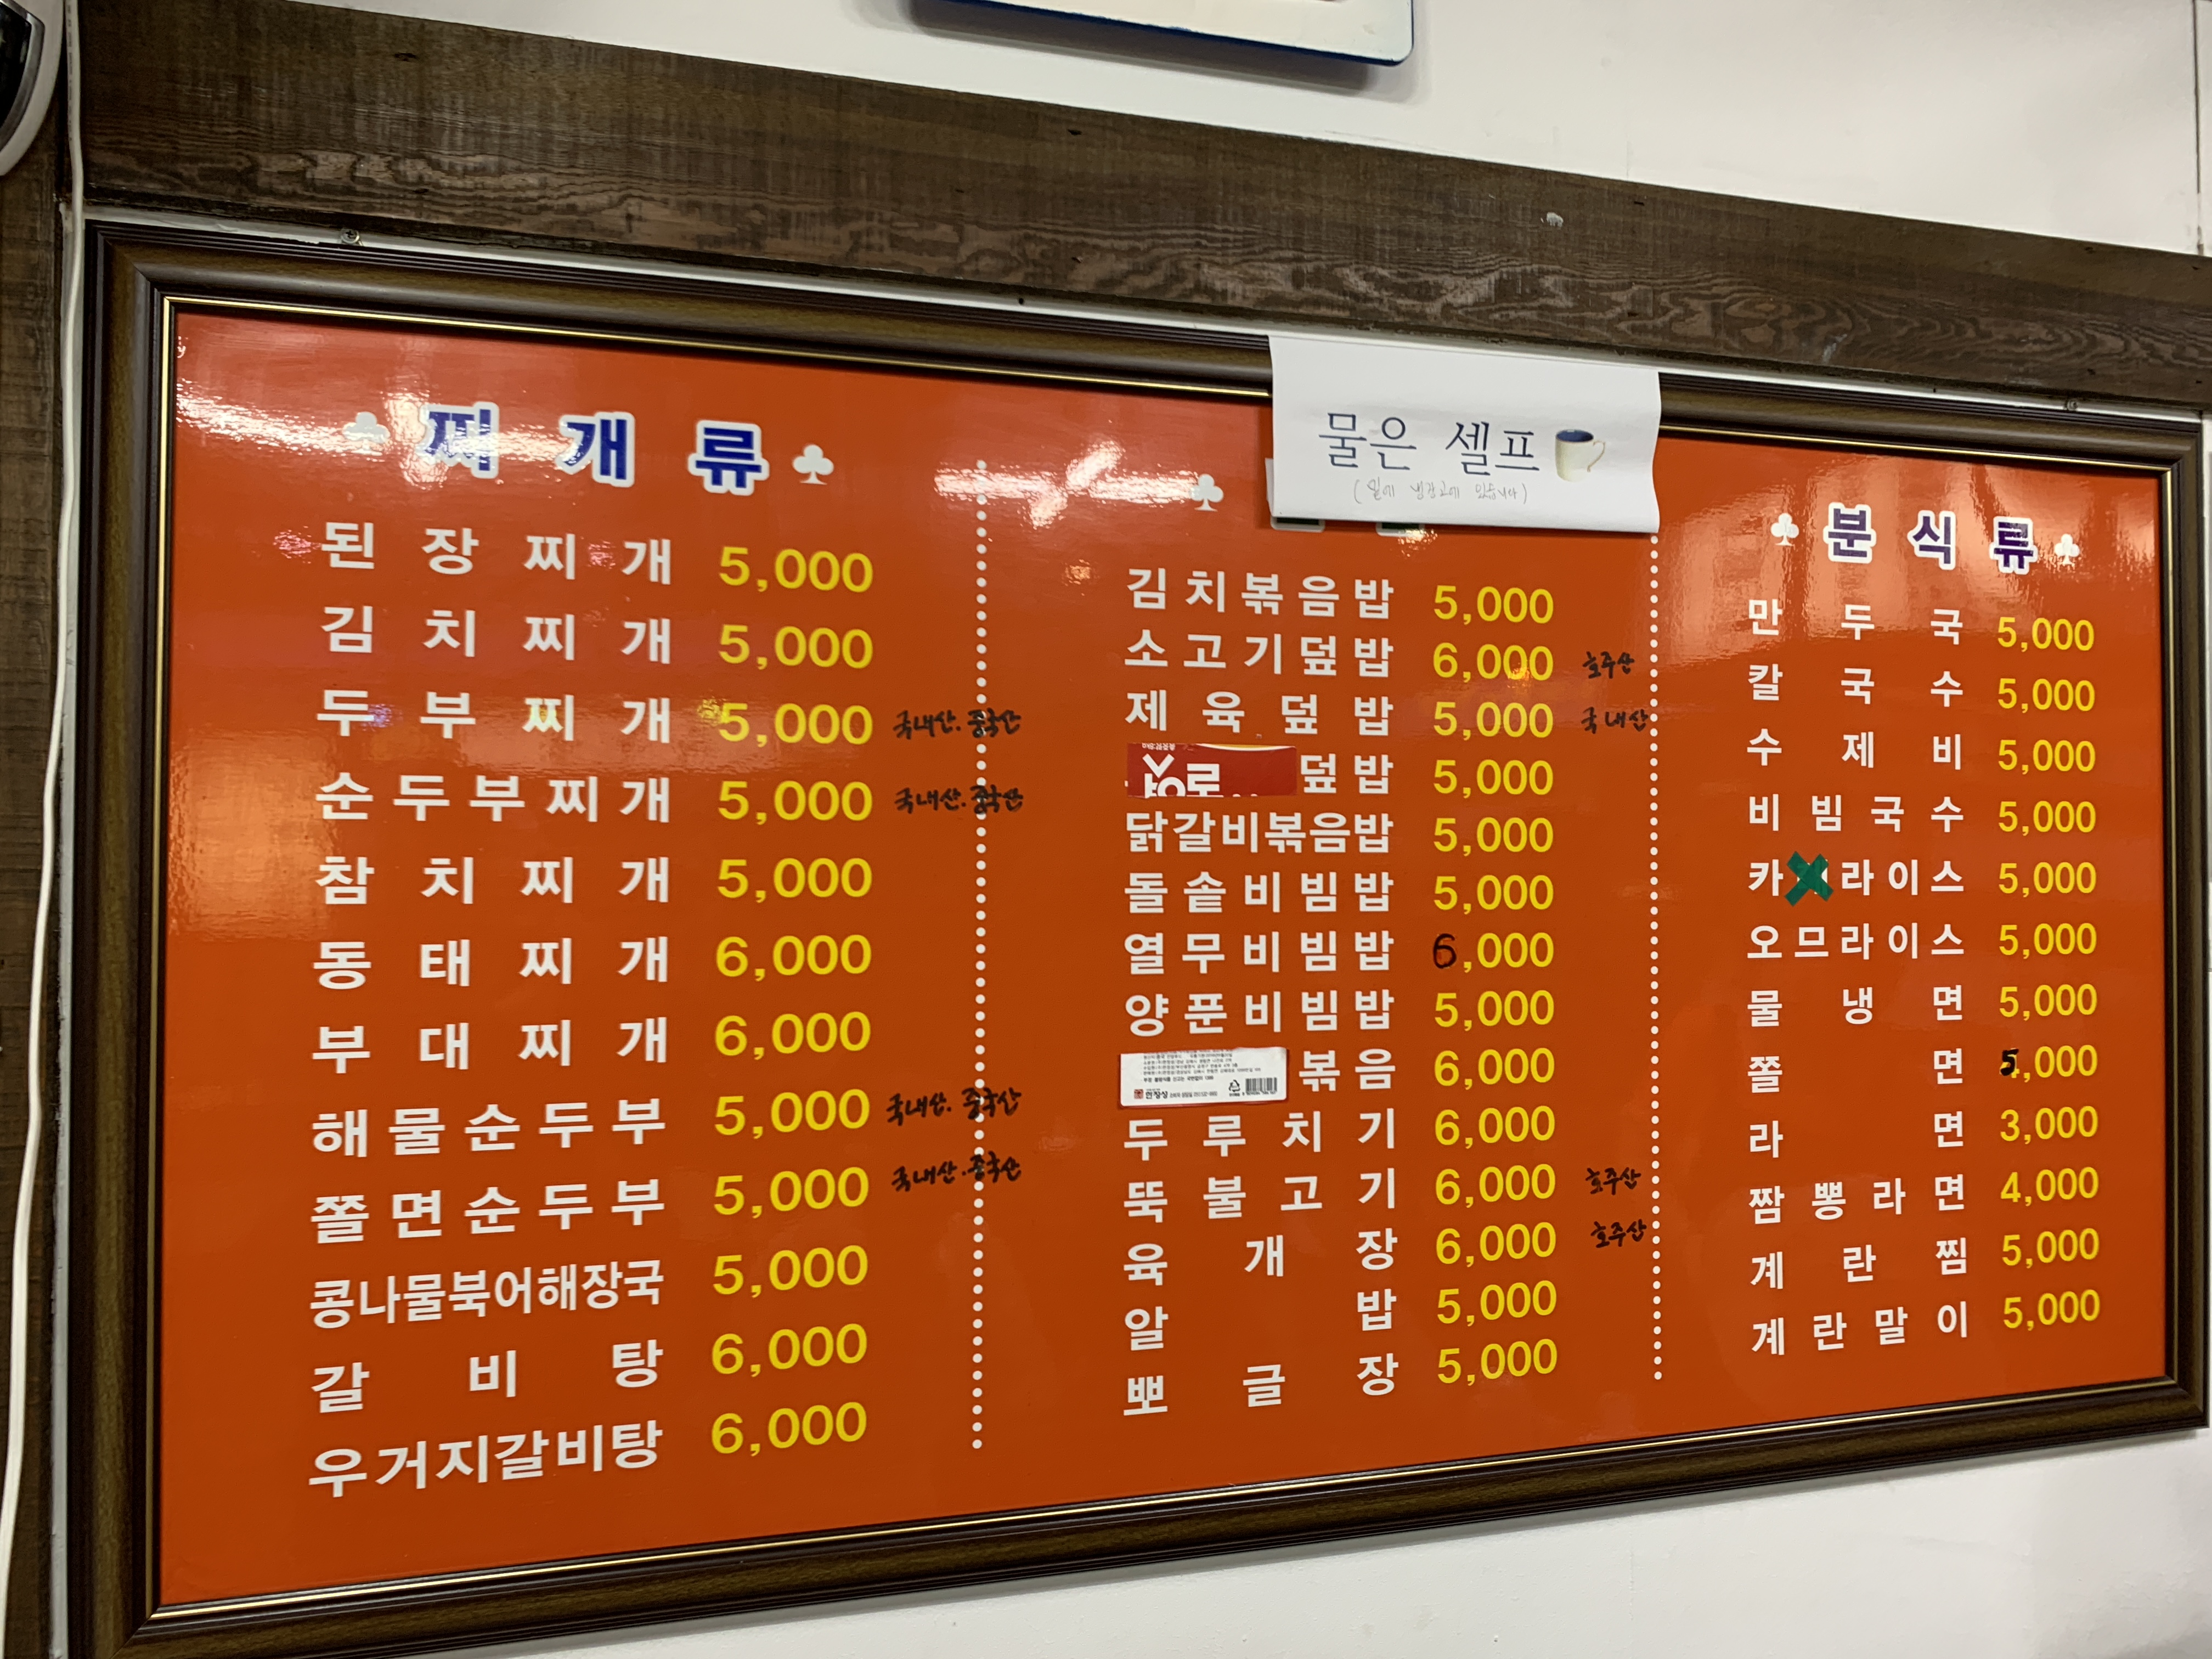 찌개류
된장찌개 5,000
김치찌개 5,000
두부찌개 5,000 국내산.중국산
순두부찌개 5,000 국내산.중국산
참치찌개 5,000
동태찌개 6,000
부대찌개 6,000
해물순두부 5,000 국내산.중국산
쫄면순두부 5,000 국내산.중국산
콩나물북어해장국 5,000
갈비탕 6,000
우거지갈비탕 6,000
물은 셀프
(밑에 냉장고에 있습니다)
김치볶음밥 5,000
소고기덮밥 6,000 호주산
제육덮밥 5,000 국내산
덮밥 5,000
닭갈비볶음밥 5,000
돌솥비빔밥 5,000
열무비빔밥 6,000
양푼비빔밥 5,000
볶음 6,000
두루치기 6,000
뚝불고기 6,000 호주산
육개장 6,000 호주산
알밥 5,000
뽀글장 5,000
분식류
만두국 5,000
칼국수 5,000
수제비 5,000
비빔국수 5,000
카 라이스 5,000
오므라이스 5,000
물냉면 5,000
쫄면 5,000
라면 3,000
짬뽕라면 4,000
계란찜 5,000
계란말이 5,000